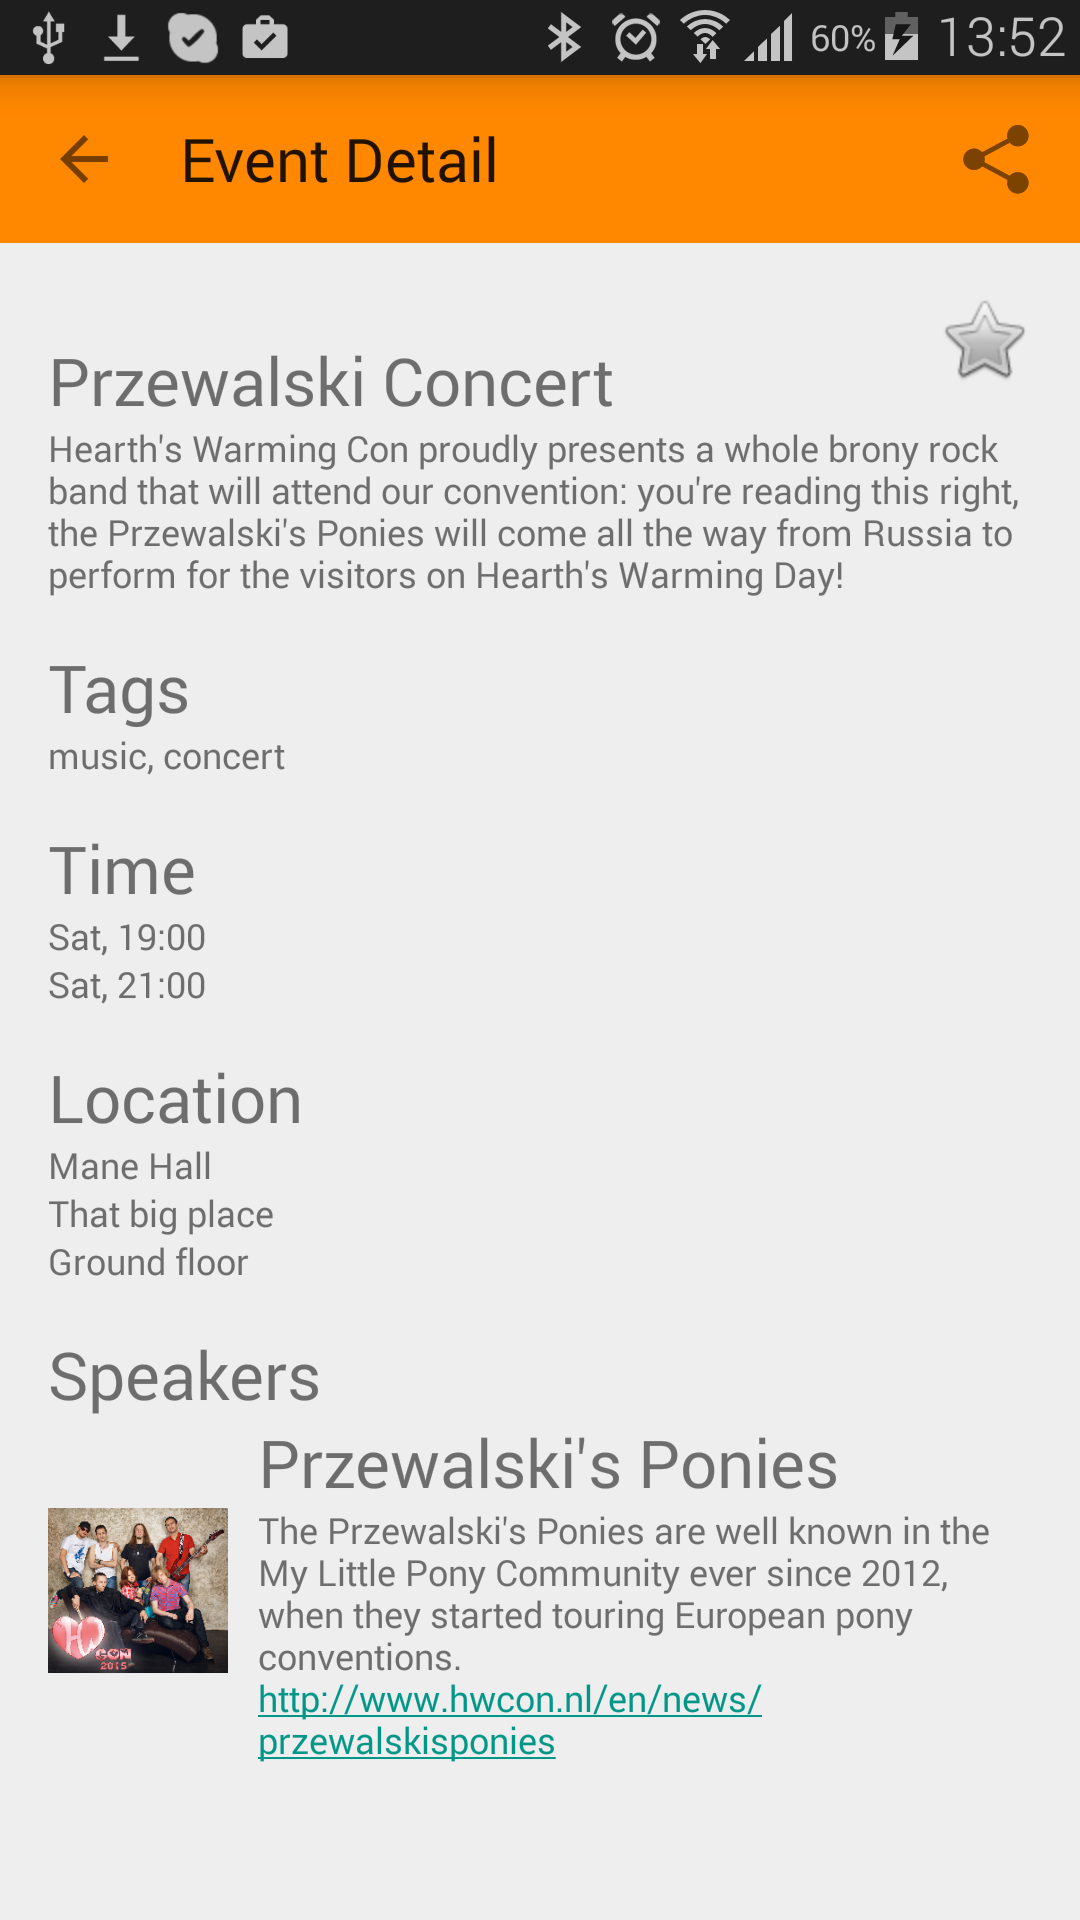 60% 13:52
Event Detail
Przewalski Concert
Hearth's Warming Con proudly presents a whole brony rock
band that will attend our convention: you're reading this right,
the Przewalski's Ponies will come all the way from Russia to
perform for the visitors on Hearth's Warming Day!
Tags
music, concert
Time
Sat, 19:00
Sat, 21:00
Location
Mane Hall
That big place
Ground floor
Speakers
Przewalski's Ponies
The Przewalski's Ponies are well known in the
My Little Pony Community ever since 2012,
when they started touring European pony
conventions.
http://www.hwcon.nl/en/news/
przewalskisponies
HW
CON
2015